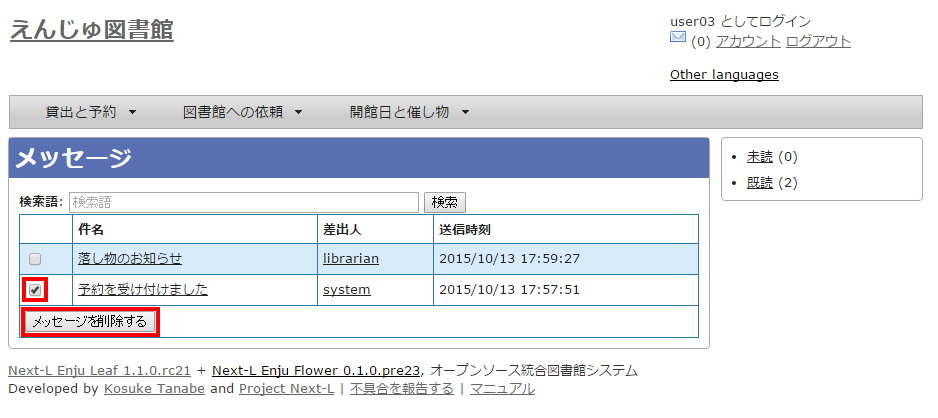 えんじゅ図書館
user03 としてログイン
(0) アカウント ログアウト
Other languages
貸出と予約 図書館への依頼 開館日と催し物
メッセージ
未読 (0)
既読 (2)
検索語: 検索語 検索
件名 差出人 送信時刻
落し物のお知らせ librarian 2015/10/13 17:59:27
予約を受け付けました system 2015/10/13 17:57:51
メッセージを削除する
Next-L Enju Leaf 1.1.0.rc21 + Next-L Enju Flower 0.1.0.pre23, オープンソース統合図書館システム
Developed by Kosuke Tanabe and Project Next-L | 不具合を報告する | マニュアル